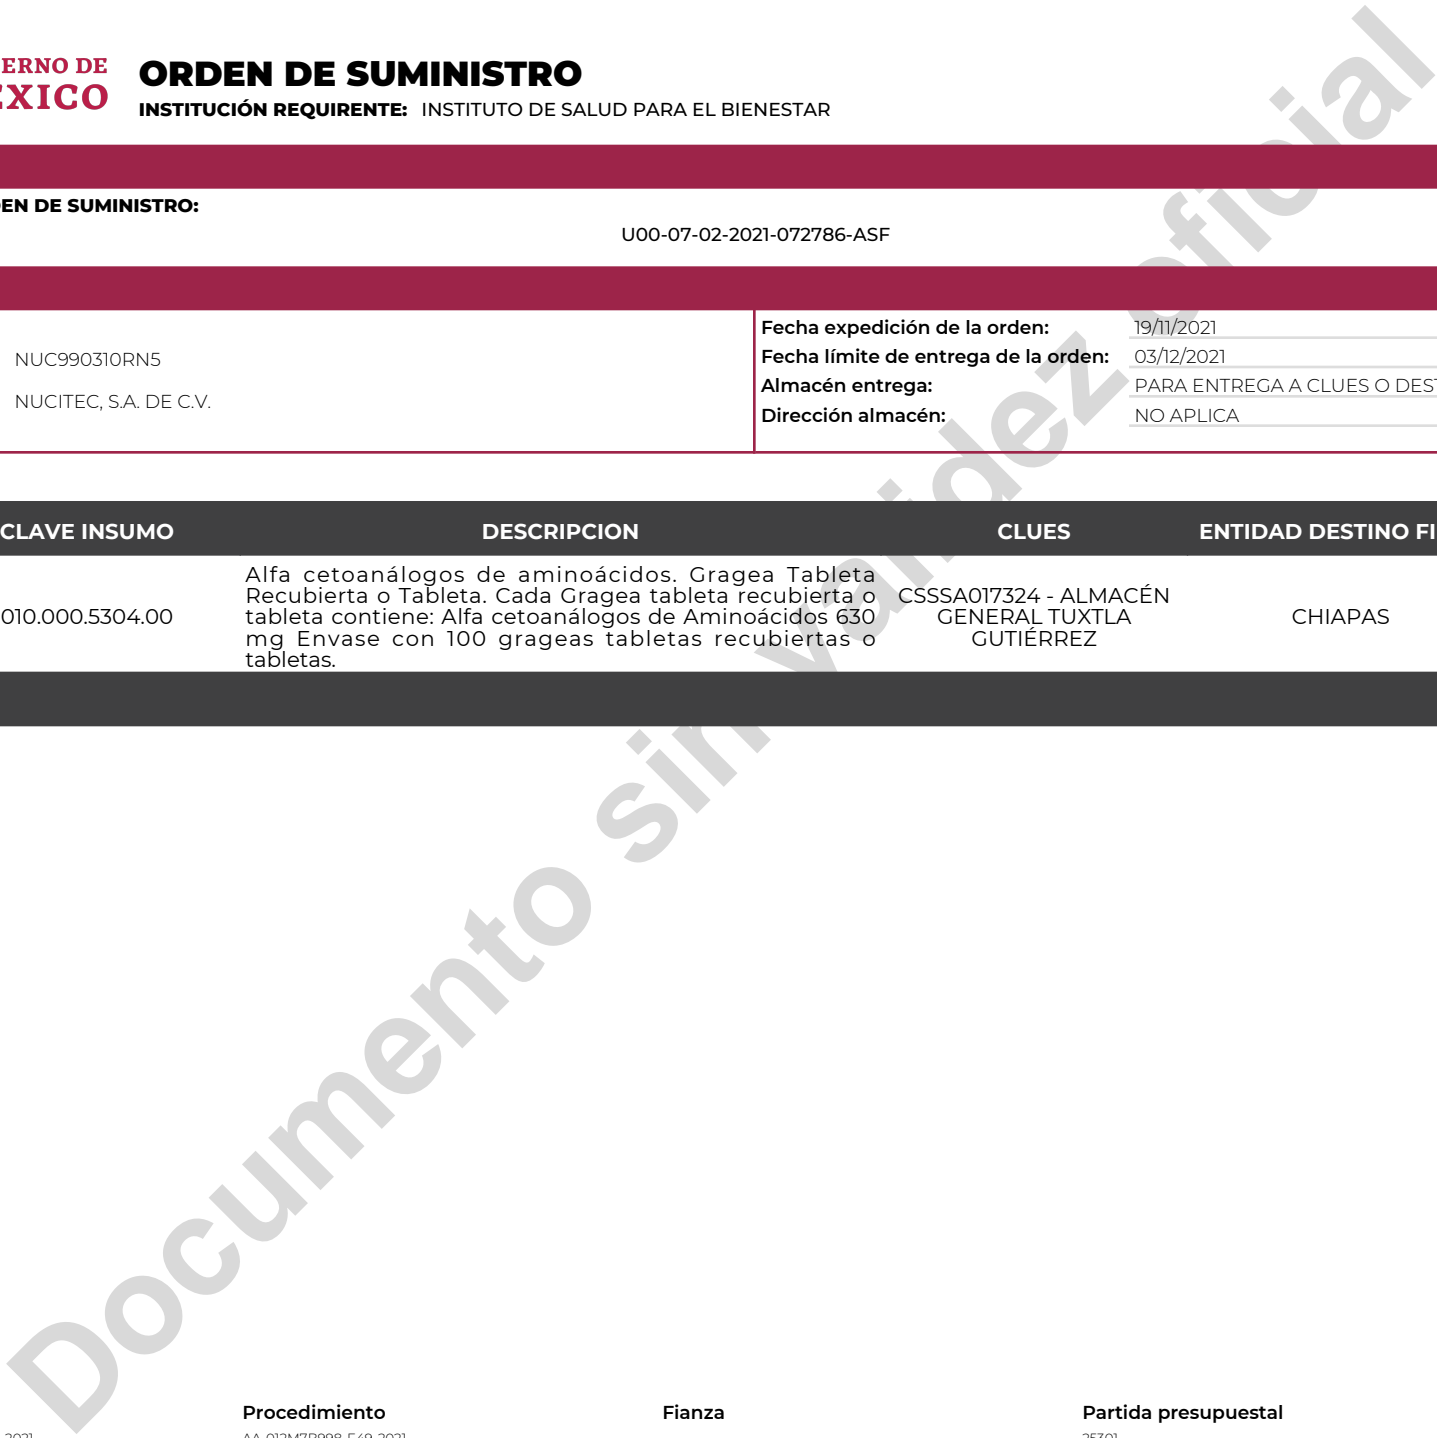 ERNO DE
EXICO
ORDEN DE SUMINISTRO
INSTITUCIÓN REQUIRENTE: INSTITUTO DE SALUD PARA EL BIENESTAR
EN DE SUMINISTRO:
U00-07-02-2021-072786-ASF
NUC990310RN5
NUCITEC, S.A. DE C.V.
Fecha expedición de la orden: 19/11/2021
Fecha límite de entrega de la orden: 03/12/2021
Almacén entrega: PARA ENTREGA A CLUES O DEST
Dirección almacén: NO APLICA
CLAVE INSUMO DESCRIPCION CLUES ENTIDAD DESTINO FI
010.000.5304.00
Alfa cetoanálogos de aminoácidos. Gragea Tableta
Recubierta o Tableta. Cada Gragea tableta recubierta o
tableta contiene: Alfa cetoanálogos de Aminoácidos 630
mg Envase con 100 grageas tabletas recubiertas o
tabletas.
CSSSA017324 - ALMACÉN
GENERAL TUXTLA
GUTIÉRREZ
CHIAPAS
Documento sin validez oficial
Procedimiento Fianza Partida presupuestal